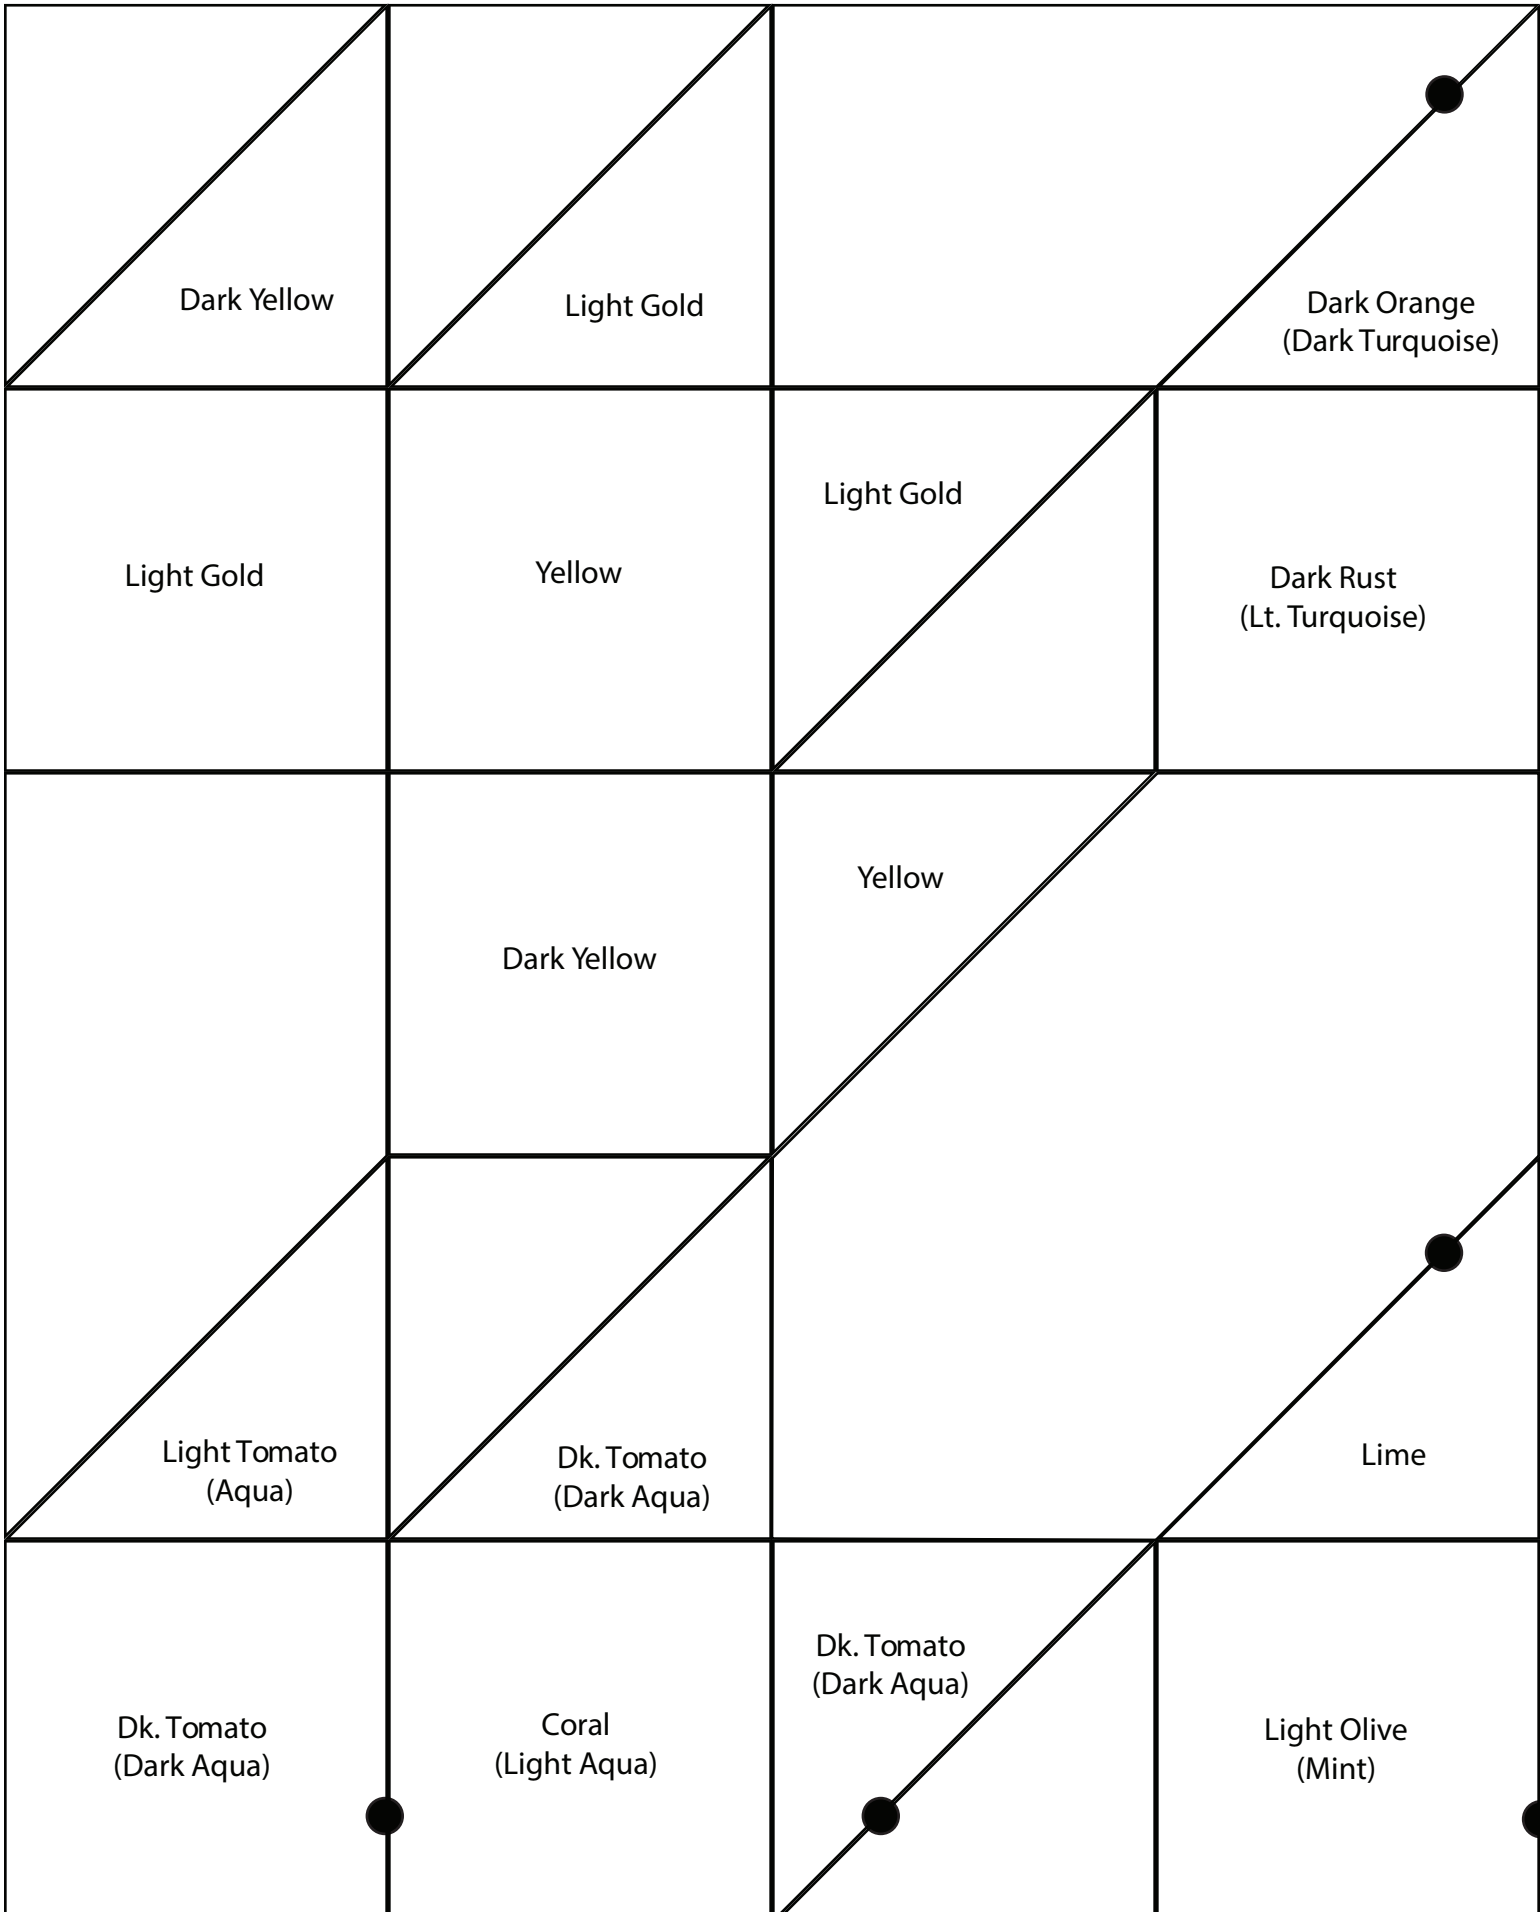 Dark Yellow
Light Gold
Dark Orange
(Dark Turquoise)
Light Gold
Yellow
Light Gold
Dark Rust
(Lt. Turquoise)
Dark Yellow
Yellow
Light Tomato
(Aqua)
Dk. Tomato
(Dark Aqua)
Lime
Dk. Tomato
(Dark Aqua)
Coral
(Light Aqua)
Dk. Tomato
(Dark Aqua)
Light Olive
(Mint)